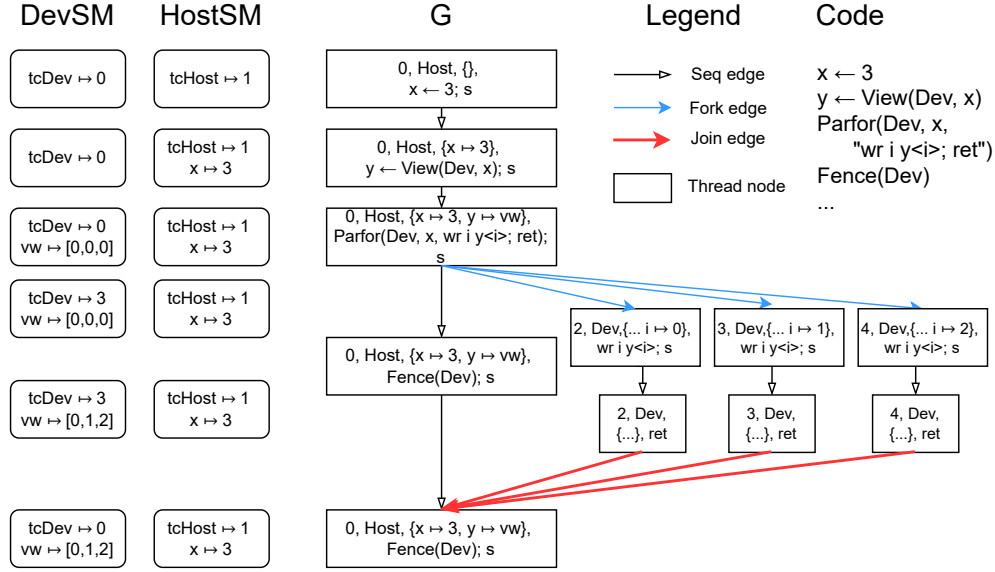 DevSM
HostSM
G
Legend
Code
tcDev ↦ 0
tcHost ↦ 1
0, Host, {},
x ← 3; s
Seq edge
Fork edge
Join edge
Thread node
x ← 3
y ← View(Dev, x)
Parfor(Dev, x,
"wr i y<i>; ret")
Fence(Dev)
...
tcDev ↦ 0
tcHost ↦ 1
x ↦ 3
0, Host, {x ↦ 3},
y ← View(Dev, x); s
tcDev ↦ 0
vw ↦ [0,0,0]
tcHost ↦ 1
x ↦ 3
0, Host, {x ↦ 3, y ↦ vw},
Parfor(Dev, x, wr i y<i>; ret);
s
tcDev ↦ 3
vw ↦ [0,0,0]
tcHost ↦ 1
x ↦ 3
2, Dev,{... i ↦ 0},
wr i y<i>; s
3, Dev,{... i ↦ 1},
wr i y<i>; s
4, Dev,{... i ↦ 2},
wr i y<i>; s
0, Host, {x ↦ 3, y ↦ vw},
Fence(Dev); s
tcDev ↦ 3
vw ↦ [0,1,2]
tcHost ↦ 1
x ↦ 3
2, Dev,
{...}, ret
3, Dev,
{...}, ret
4, Dev,
{...}, ret
tcDev ↦ 0
vw ↦ [0,1,2]
tcHost ↦ 1
x ↦ 3
0, Host, {x ↦ 3, y ↦ vw},
Fence(Dev); s